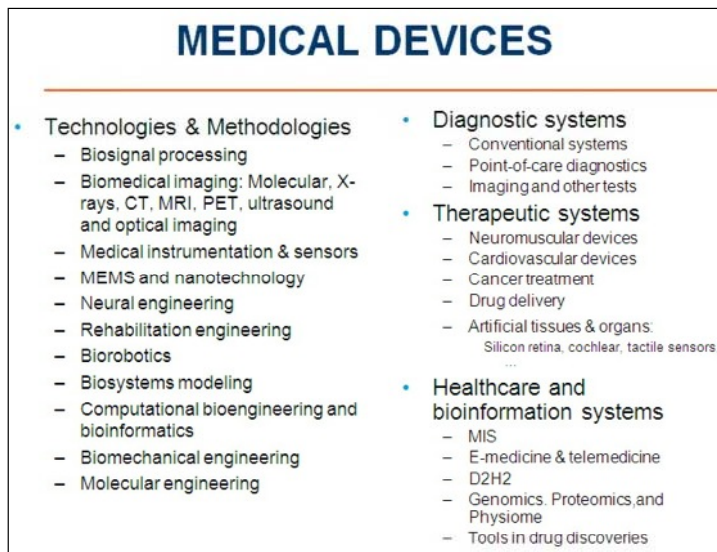 MEDICAL DEVICES
• Technologies & Methodologies
– Biosignal processing
– Biomedical imaging: Molecular, X-
rays, CT, MRI, PET, ultrasound
and optical imaging
– Medical instrumentation & sensors
– MEMS and nanotechnology
– Neural engineering
– Rehabilitation engineering
– Biorobotics
– Biosystems modeling
– Computational bioengineering and
bioinformatics
– Biomechanical engineering
– Molecular engineering
• Diagnostic systems
– Conventional systems
– Point-of-care diagnostics
– Imaging and other tests
• Therapeutic systems
– Neuromuscular devices
– Cardiovascular devices
– Cancer treatment
– Drug delivery
– Artificial tissues & organs:
Silicon retina, cochlear, tactile sensors
...
• Healthcare and
bioinformation systems
– MIS
– E-medicine & telemedicine
– D2H2
– Genomics. Proteomics,and
Physiome
– Tools in drug discoveries